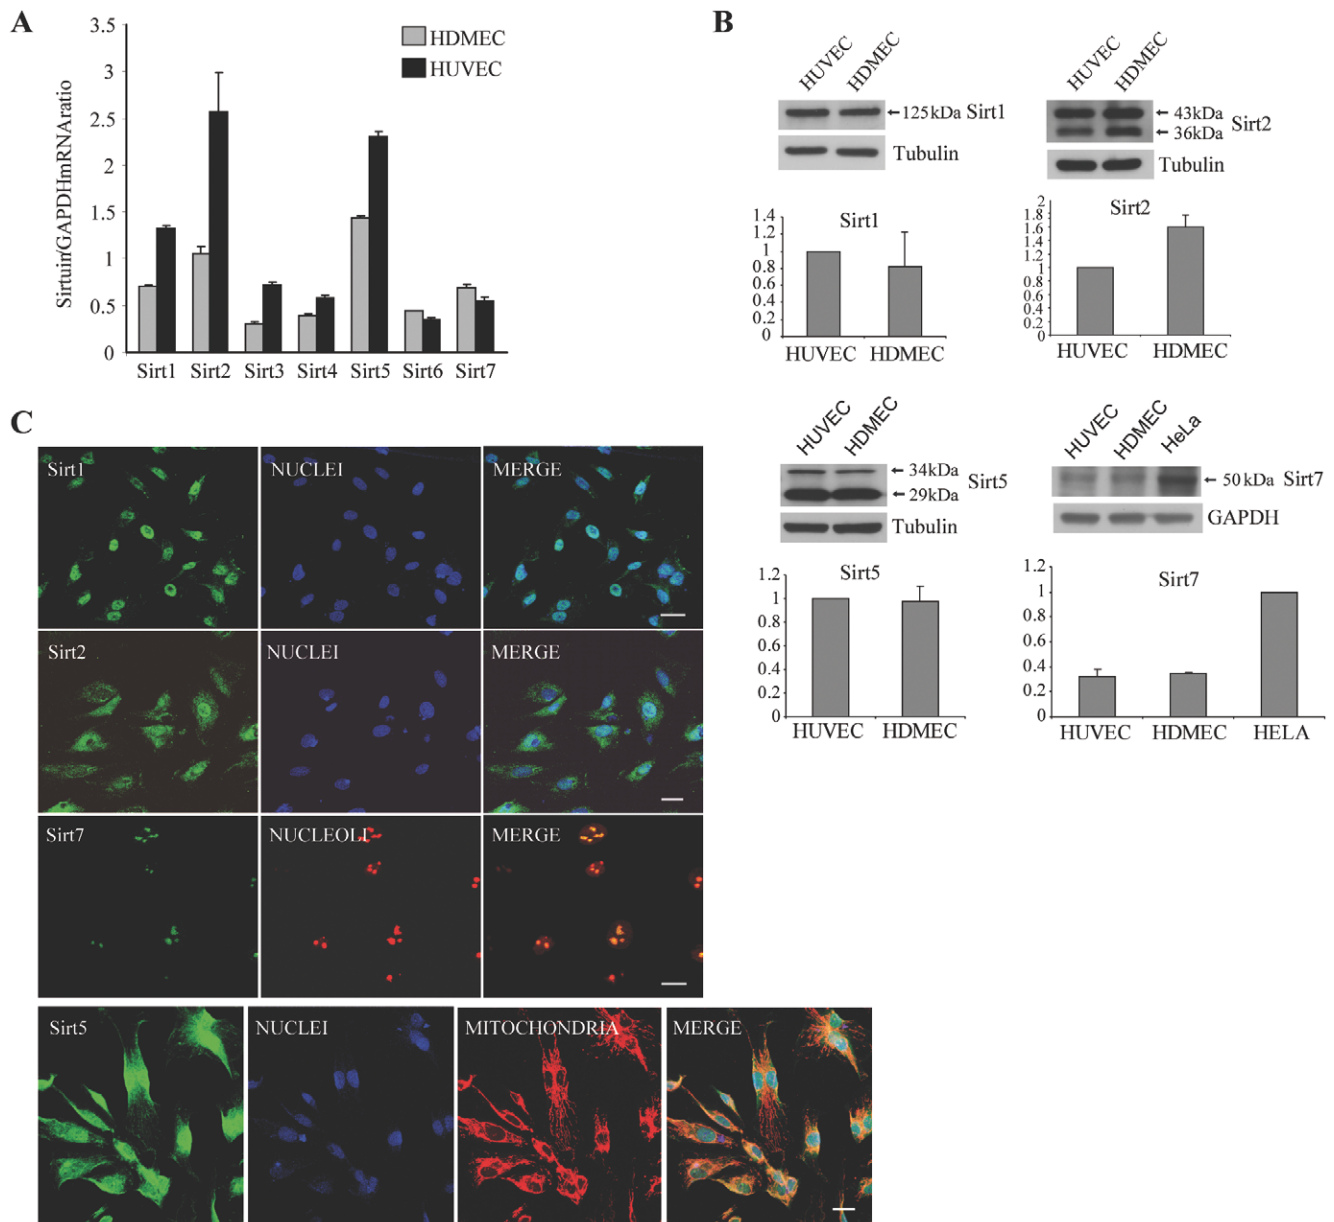 A
3.5
3
2.5
2
1.5
1
0.5
0
Sirtuin/GAPDHmRNAratio
HDMEC
HUVEC
Sirt1 Sirt2 Sirt3 Sirt4 Sirt5 Sirt6 Sirt7
B
HUVEC HDMEC
125kDa Sirt1
Tubulin
Sirt1
1.4
1.2
1
0.8
0.6
0.4
0.2
0
HUVEC HDMEC
HUVEC HDMEC
43kDa
36kDa
Sirt2
Tubulin
Sirt2
2
1.8
1.6
1.4
1.2
1
0.8
0.6
0.4
0.2
0
HUVEC HDMEC
HUVEC HDMEC
34kDa
29kDa
Sirt5
Tubulin
Sirt5
1.2
1
0.8
0.6
0.4
0.2
0
HUVEC HDMEC
HUVEC HDMEC HeLa
50 kDa Sirt7
GAPDH
Sirt7
1.2
1
0.8
0.6
0.4
0.2
0
HUVEC HDMEC HELA
C
Sirt1 NUCLEI MERGE
Sirt2 NUCLEI MERGE
Sirt7 NUCLEOLI MERGE
Sirt5 NUCLEI MITOCHONDRIA MERGE